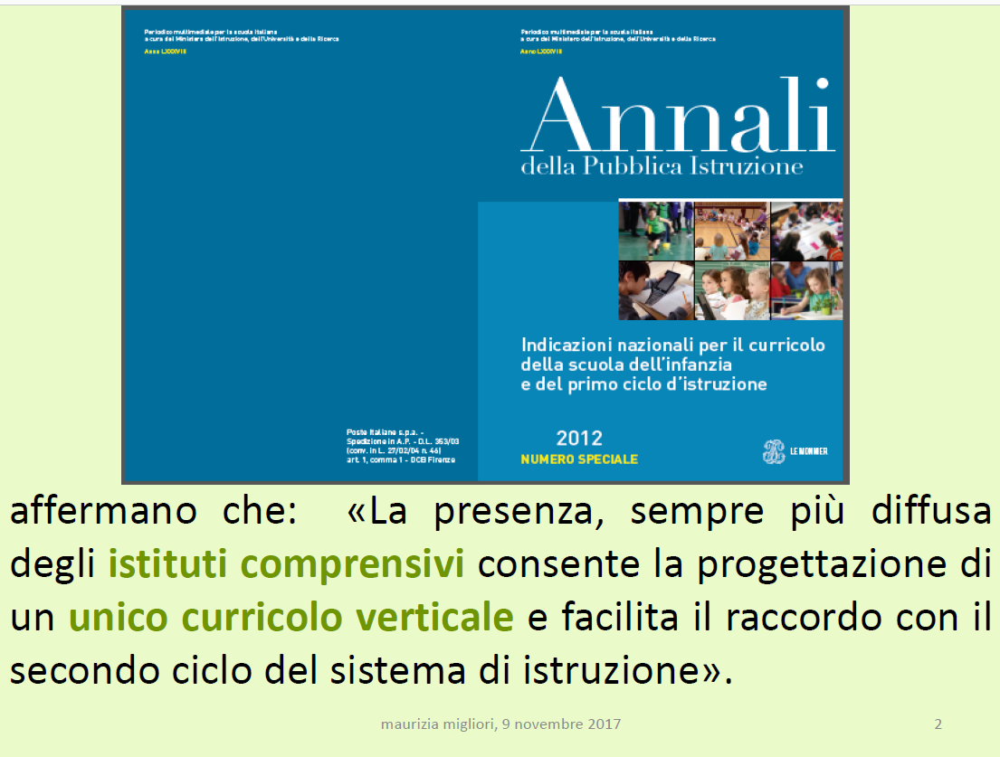 Periodico multimediale per la scuola italiana
a cura del Ministero dell'Istruzione, dell'Università e della Ricerca
Anno LXXXVIII
Poste Italiane s.p.a. -
Spedizione in A.P. - D.L. 353/03
(conv. in L. 27/02/04 n. 46)
art. 1, comma 1 - DCB Firenze
Periodico multimediale per la scuola italiana
a cura del Ministero dell'Istruzione, dell'Università e della Ricerca
Anno LXXXVIII
Annali
della Pubblica Istruzione
Indicazioni nazionali per il curricolo
della scuola dell'infanzia
e del primo ciclo d'istruzione
2012
NUMERO SPECIALE
LE MONNIER
affermano che: «La presenza, sempre più diffusa
degli istituti comprensivi consente la progettazione di
un unico curricolo verticale e facilita il raccordo con il
secondo ciclo del sistema di istruzione».
maurizia migliori, 9 novembre 2017
2